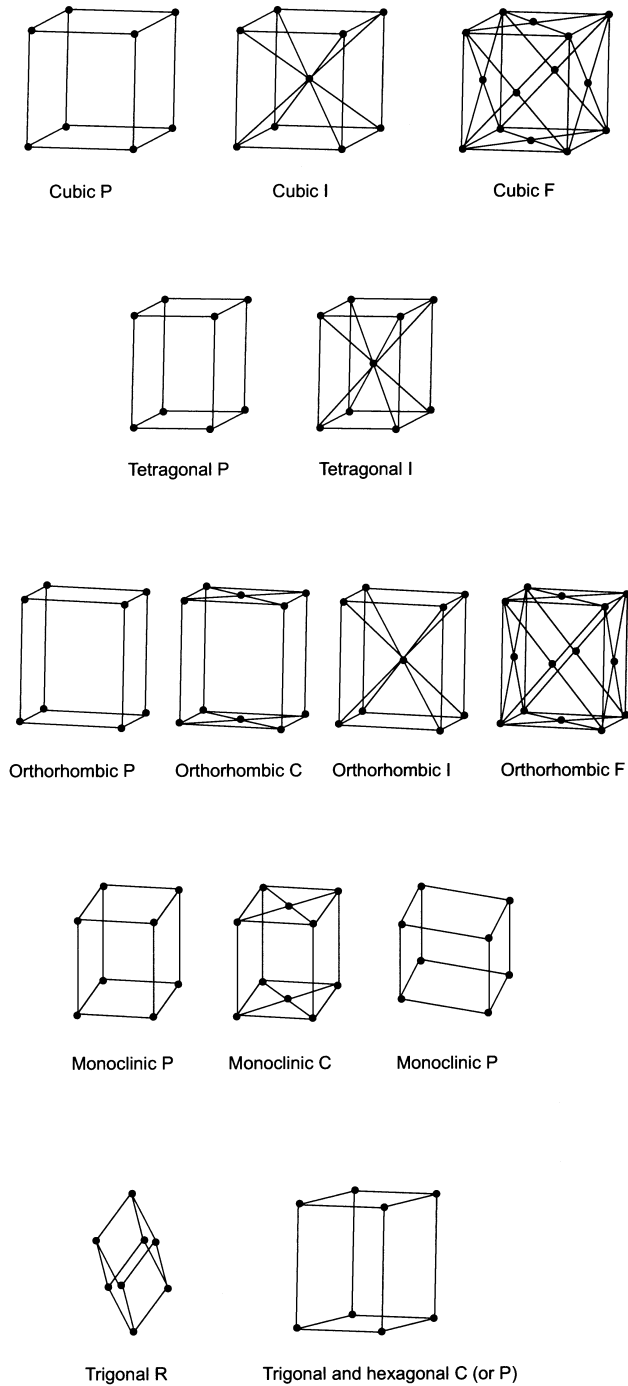 Cubic P
Cubic I
Cubic F
Tetragonal P
Tetragonal I
Orthorhombic P
Orthorhombic C
Orthorhombic I
Orthorhombic F
Monoclinic P
Monoclinic C
Monoclinic P
Trigonal R
Trigonal and hexagonal C (or P)